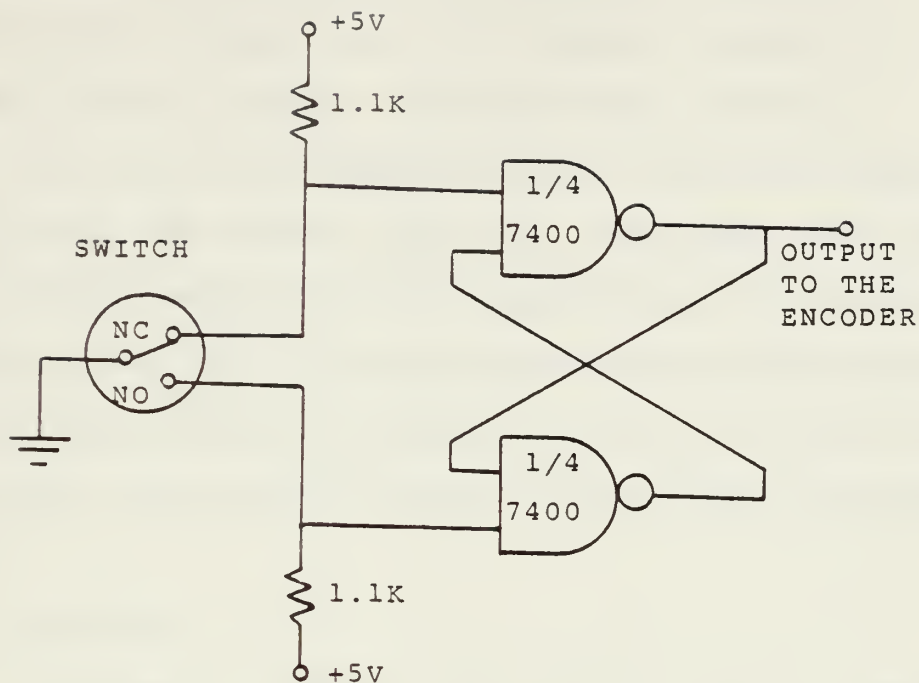 +5V
1.1K
1/4
7400
SWITCH
OUTPUT
TO THE
ENCODER
NC
NO
1/4
7400
1.1K
+5V